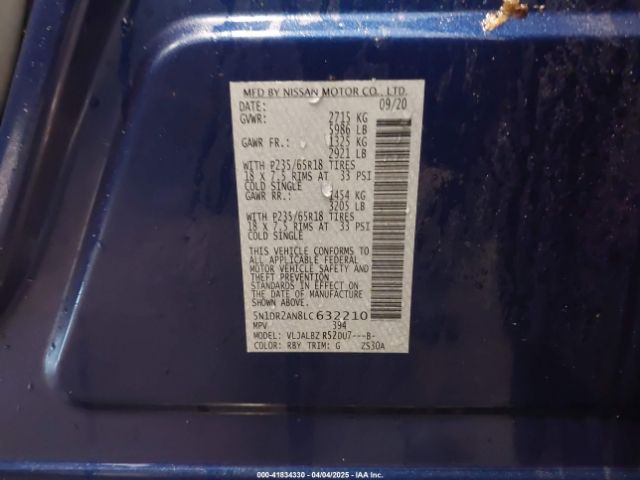 MFD BY NISSAN MOTOR CO., LTD.
DATE: 09/20
GVWR: 2715 KG
5986 LB
GAWR FR.: 1325 KG
2921 LB
WITH P235/65R18 TIRES
18 X 7.5 RIMS AT 33 PSI
COLD SINGLE
GAWR RR.: 1454 KG
3205 LB
WITH P235/65R18 TIRES
18 X 7.5 RIMS AT 33 PSI
COLD SINGLE
THIS VEHICLE CONFORMS TO
ALL APPLICABLE FEDERAL
MOTOR VEHICLE SAFETY AND
THEFT PREVENTION
STANDARDS IN EFFECT ON THE
DATE OF MANUFACTURE
SHOWN ABOVE.
5N1DR2AN8LC632210
MPV 394
MODEL: VLJALBZ R52DU7---B-
COLOR: RBY TRIM: G ZS30A
000-41834330 - 04/04/2025 - IAA Inc.